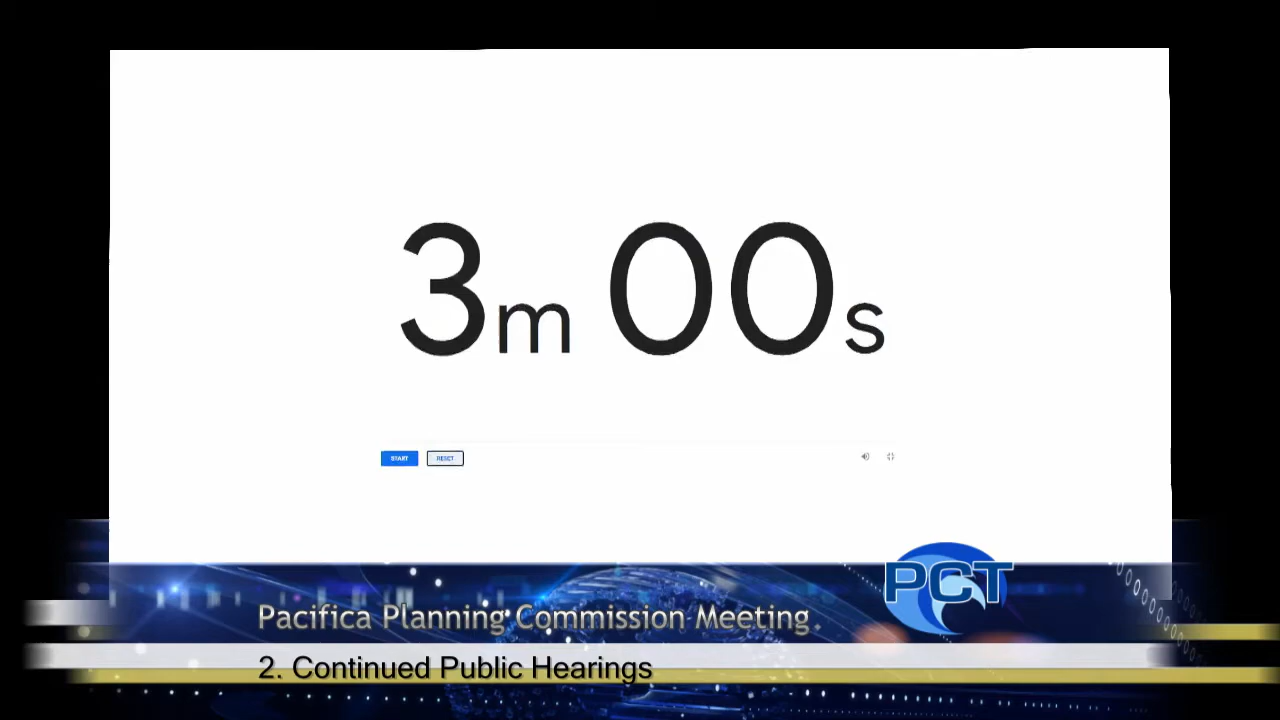 3m 00s
START RESET
PCT
Pacifica Planning Commission Meeting
2. Continued Public Hearings